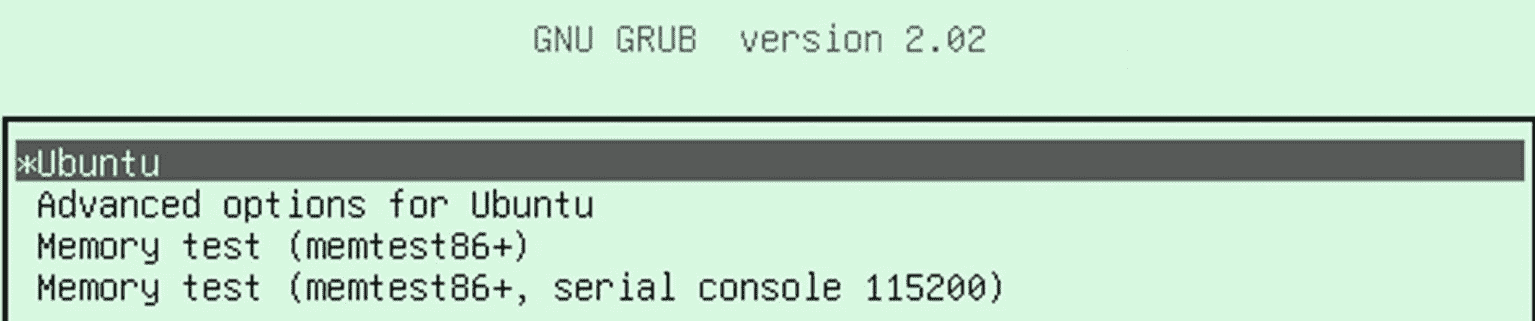 GNU GRUB  version 2.02
*Ubuntu
Advanced options for Ubuntu
Memory test (memtest86+)
Memory test (memtest86+, serial console 115200)